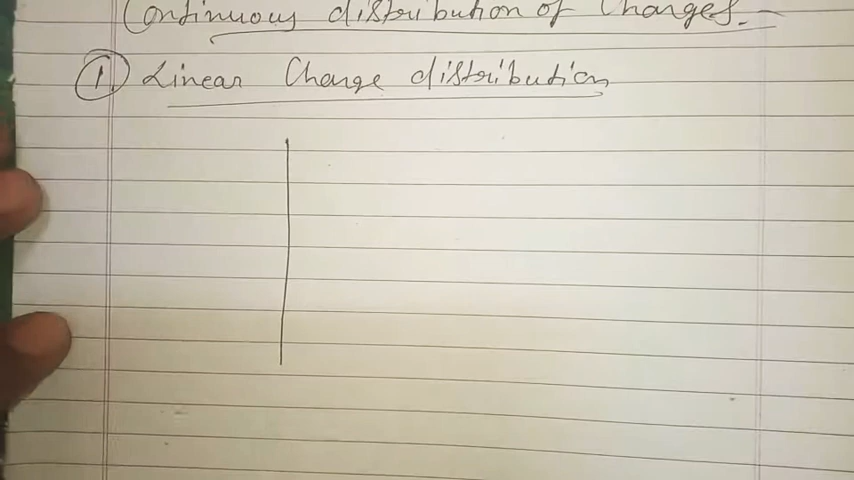 Continuous distribution of Charges.
① Linear Charge distribution